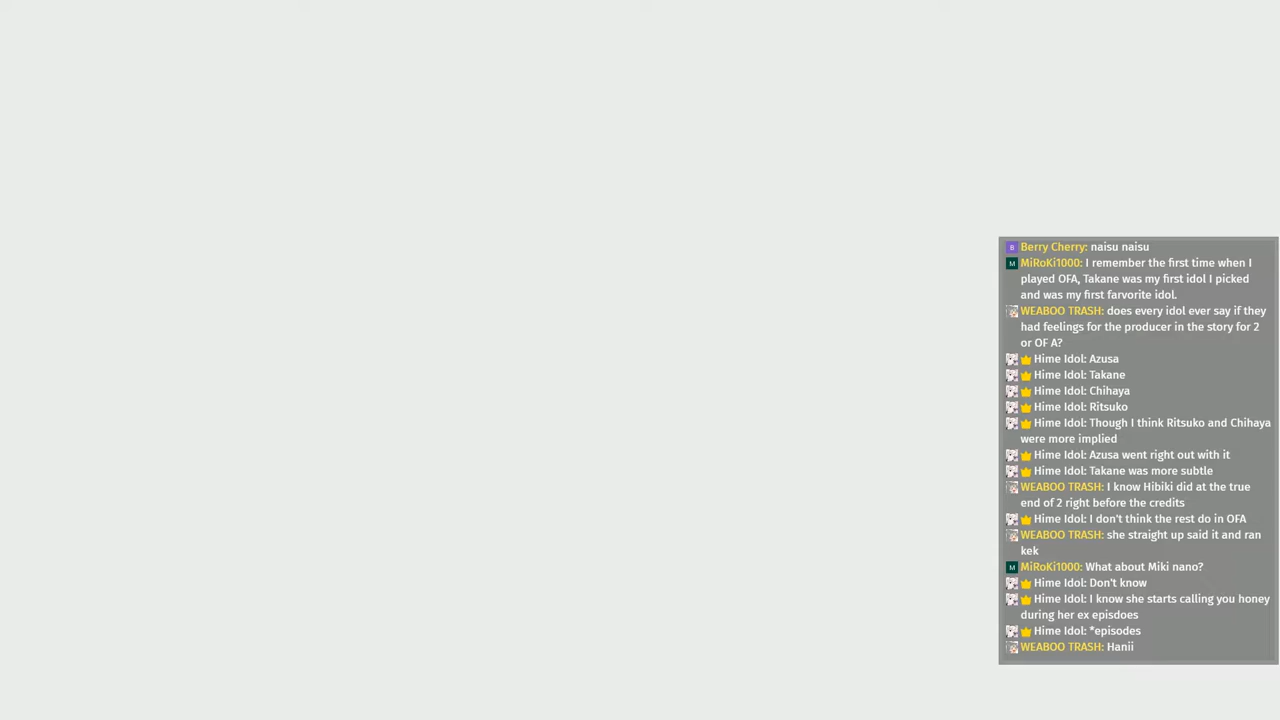 B Berry Cherry: naisu naisu
M MiRoKi1000: I remember the first time when I
played OFA, Takane was my first idol I picked
and was my first farvorite idol.
WEABOO TRASH: does every idol ever say if they
had feelings for the producer in the story for 2
or OF A?
Hime Idol: Azusa
Hime Idol: Takane
Hime Idol: Chihaya
Hime Idol: Ritsuko
Hime Idol: Though I think Ritsuko and Chihaya
were more implied
Hime Idol: Azusa went right out with it
Hime Idol: Takane was more subtle
WEABOO TRASH: I know Hibiki did at the true
end of 2 right before the credits
Hime Idol: I don't think the rest do in OFA
WEABOO TRASH: she straight up said it and ran
kek
M MiRoKi1000: What about Miki nano?
Hime Idol: Don't know
Hime Idol: I know she starts calling you honey
during her ex epsidoes
Hime Idol: *episodes
WEABOO TRASH: Hanii